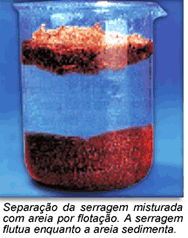 Separação da serragem misturada
com areia por flotação. A serragem
flutua enquanto a areia sedimenta.